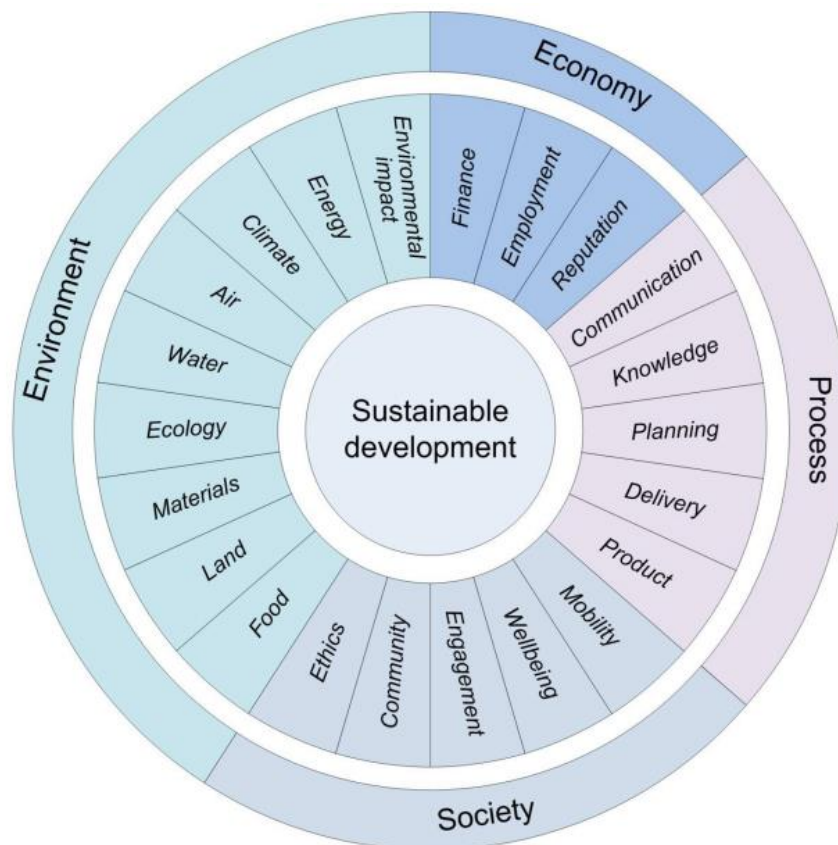 Economy
Process
Society
Environment
Finance
Employment
Reputation
Communication
Knowledge
Planning
Delivery
Product
Mobility
Wellbeing
Engagement
Community
Ethics
Food
Land
Materials
Ecology
Water
Air
Climate
Energy
Environmental
impact
Sustainable
development